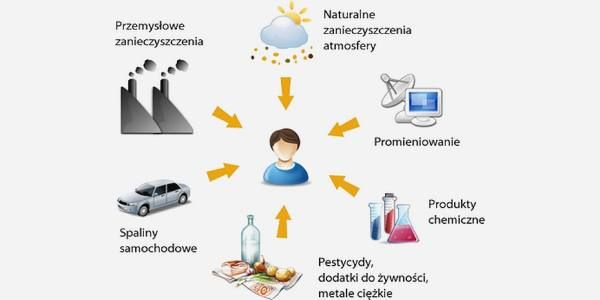 Przemysłowe
zanieczyszczenia
Naturalne
zanieczyszczenia
atmosfery
Promieniowanie
Spaliny
samochodowe
Produkty
chemiczne
Pestycydy,
dodatki do żywności,
metale ciężkie